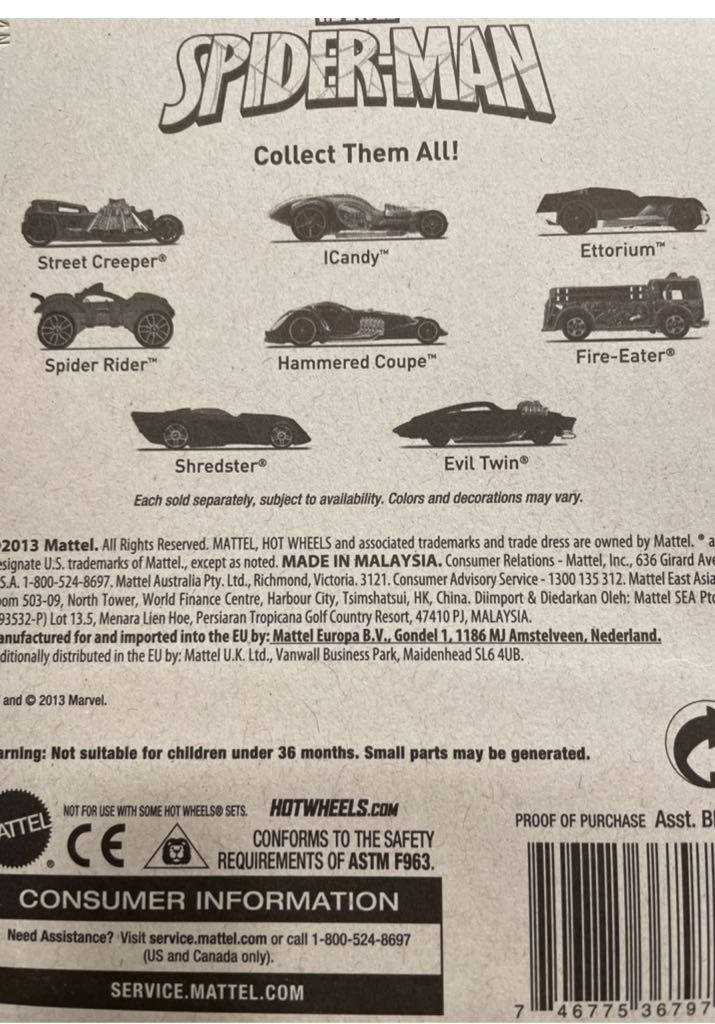 SPIDER-MAN
Collect Them All!
Street Creeper®
ICandy™
Ettorium™
Spider Rider™
Hammered Coupe™
Fire-Eater®
Shredster®
Evil Twin®
Each sold separately, subject to availability. Colors and decorations may vary.
2013 Mattel. All Rights Reserved. MATTEL, HOT WHEELS and associated trademarks and trade dress are owned by Mattel. ® a
esignate U.S. trademarks of Mattel., except as noted. MADE IN MALAYSIA. Consumer Relations - Mattel, Inc., 636 Girard Ave
S.A. 1-800-524-8697. Mattel Australia Pty. Ltd., Richmond, Victoria. 3121. Consumer Advisory Service - 1300 135 312. Mattel East Asia
om 503-09, North Tower, World Finance Centre, Harbour City, Tsimshatsui, HK, China. Diimport & Diedarkan Oleh: Mattel SEA Ptd
93532-P) Lot 13.5, Menara Lien Hoe, Persiaran Tropicana Golf Country Resort, 47410 PJ, MALAYSIA.
anufactured for and imported into the EU by: Mattel Europa B.V., Gondel 1, 1186 MJ Amstelveen, Nederland.
ditionally distributed in the EU by: Mattel U.K. Ltd., Vanwall Business Park, Maidenhead SL6 4UB.
and © 2013 Marvel.
arning: Not suitable for children under 36 months. Small parts may be generated.
ATTEL®
NOT FOR USE WITH SOME HOT WHEELS® SETS.
HOTWHEELS.COM
CE
CONFORMS TO THE SAFETY
REQUIREMENTS OF ASTM F963.
PROOF OF PURCHASE Asst. B
CONSUMER INFORMATION
Need Assistance? Visit service.mattel.com or call 1-800-524-8697
(US and Canada only).
SERVICE.MATTEL.COM
7 46775 36797